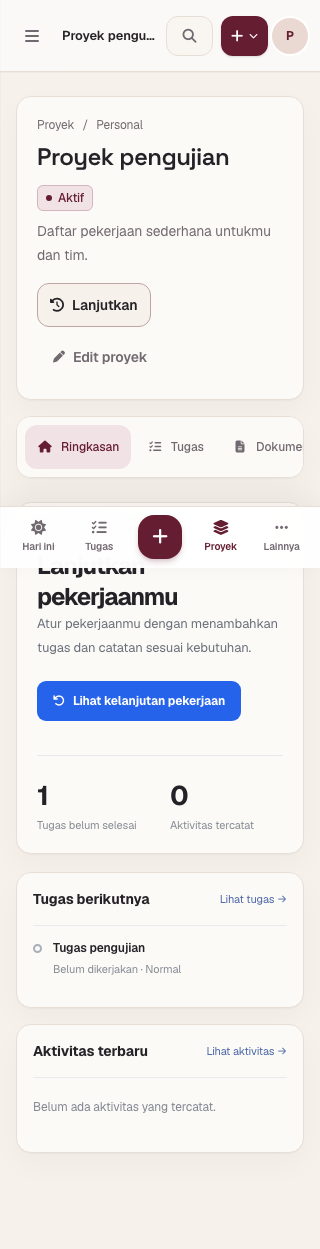 Proyek pengu...
P
Proyek / Personal
Proyek pengujian
Aktif
Daftar pekerjaan sederhana untukmu
dan tim.
Lanjutkan
Edit proyek
Ringkasan
Tugas
Dokume
Hari ini
Tugas
Proyek
Lainnya
Lanjutkan
pekerjaanmu
Atur pekerjaanmu dengan menambahkan
tugas dan catatan sesuai kebutuhan.
Lihat kelanjutan pekerjaan
1
0
Tugas belum selesai
Aktivitas tercatat
Tugas berikutnya
Lihat tugas →
Tugas pengujian
Belum dikerjakan · Normal
Aktivitas terbaru
Lihat aktivitas →
Belum ada aktivitas yang tercatat.